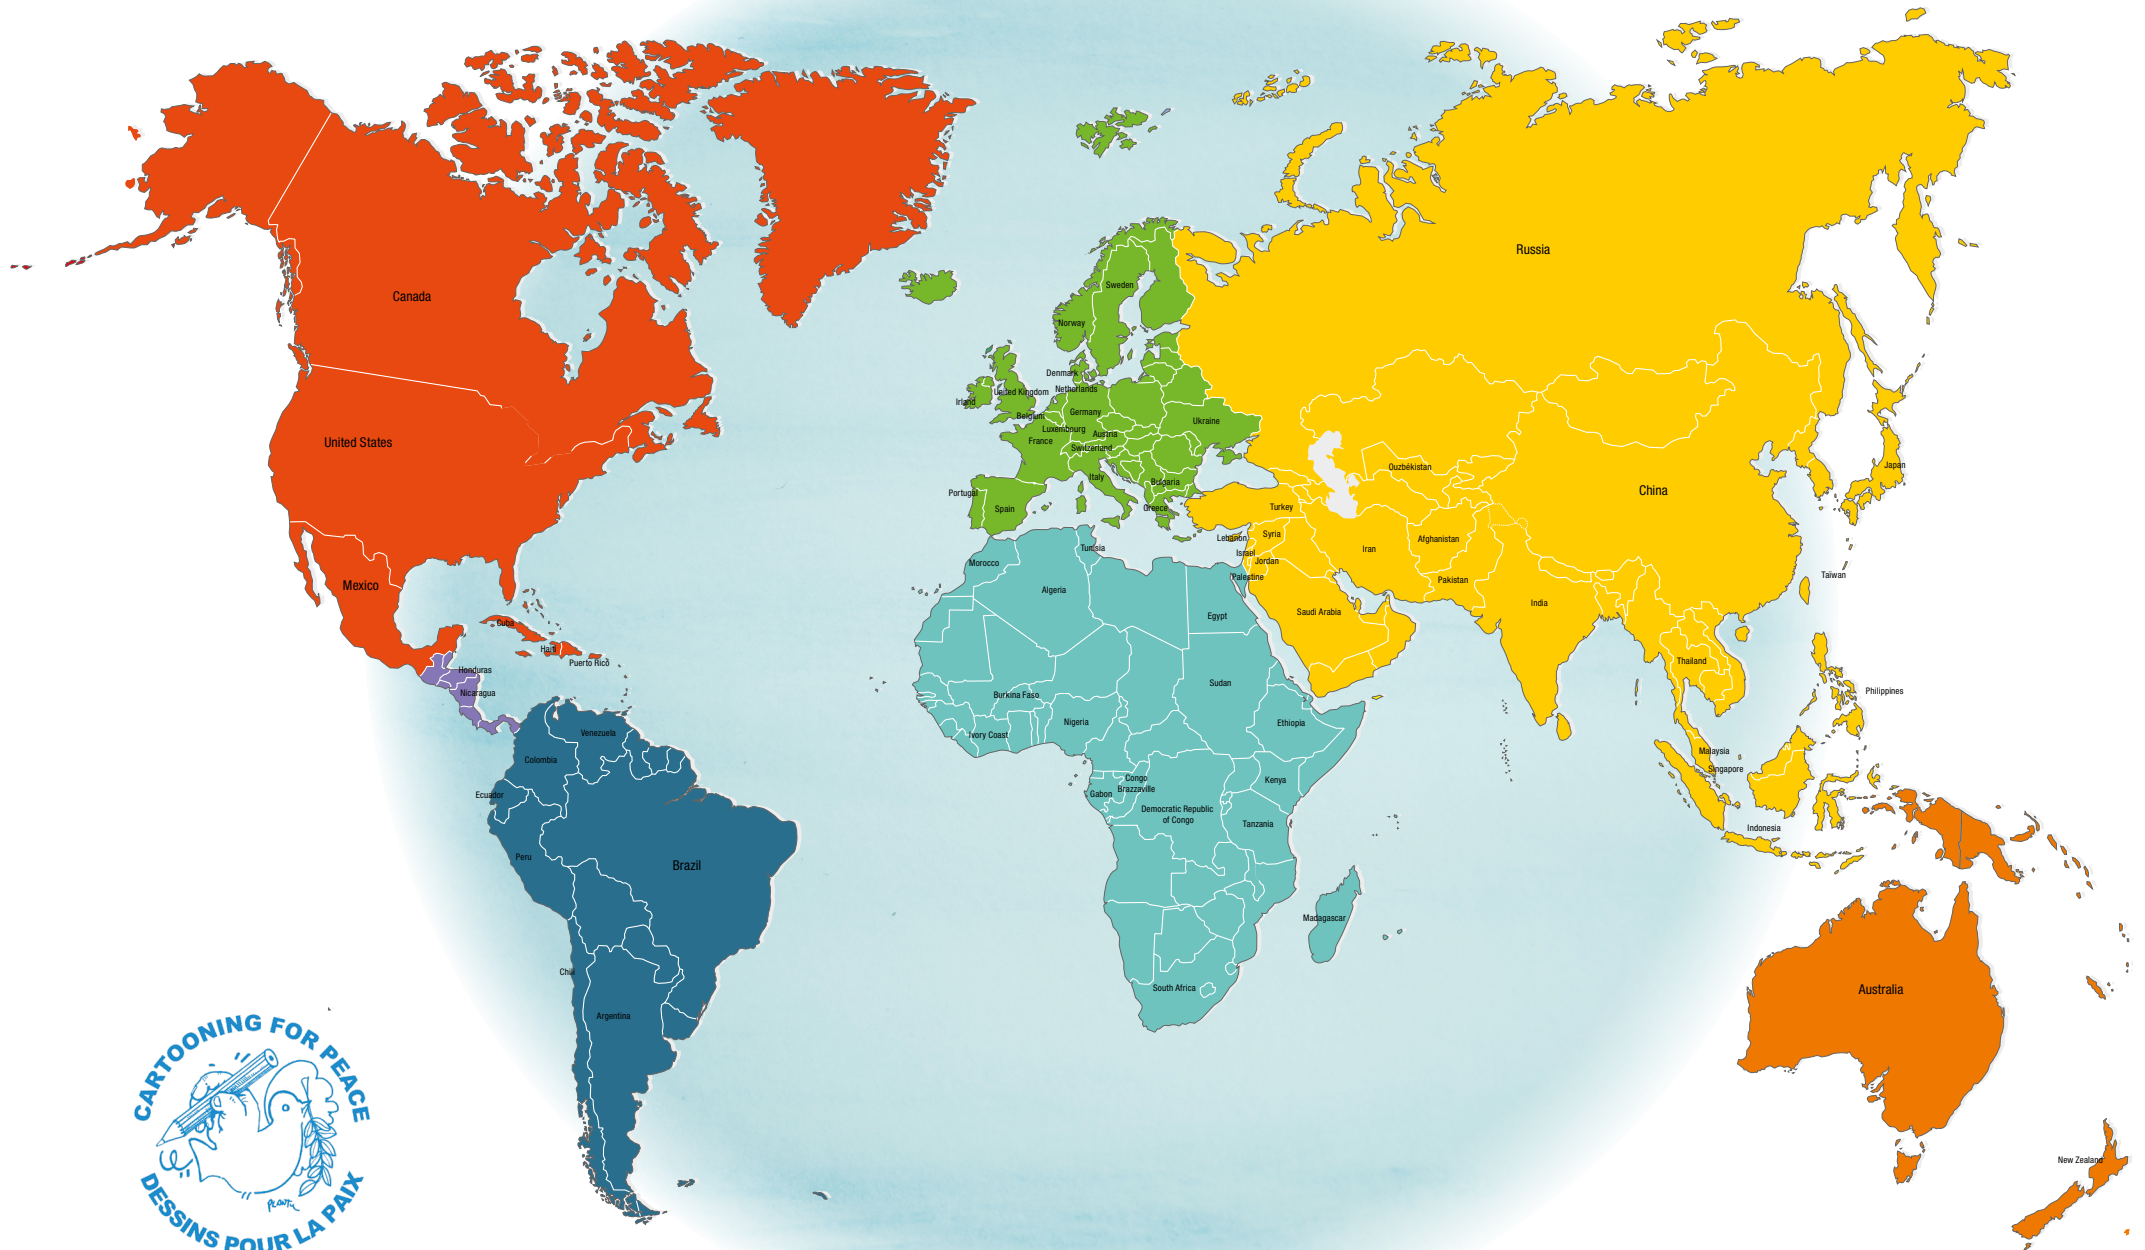 Russia
Canada
Sweden
Norway
Denmark
United Kingdom
Netherlands
Irland
Belgium
Germany
Ukraine
Luxembourg
Austria
France
Switzerland
United States
Ouzbékistan
Japan
Italy
Bulgaria
China
Portugal
Spain
Greece
Turkey
Lebanon
Syria
Afghanistan
Tunisia
Israel
Iran
Morocco
Jordan
Palestine
Taïwan
Pakistan
Mexico
Algeria
India
Saudi Arabia
Egypt
Cuba
Haïti
Puerto Rico
Thailand
Honduras
Sudan
Nicaragua
Burkina Faso
Philippines
Nigeria
Ethiopia
Venezuela
Ivory Coast
Malaysia
Colombia
Singapore
Congo
Brazzaville
Kenya
Gabon
Ecuador
Democratic Republic
of Congo
Tanzania
Indonesia
Peru
Brazil
Madagascar
Chili
South Africa
Australia
Argentina
New Zealand
CARTOONING FOR PEACE
PLANTU
DESSINS POUR LA PAIX